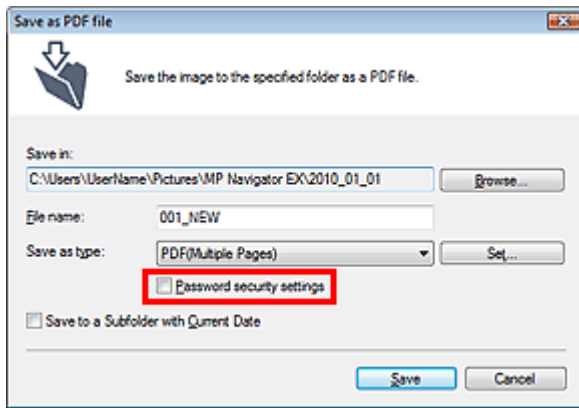 Save as PDF file
Save the image to the specified folder as a PDF file.
Save in:
C:\Users\UserName\Pictures\MP Navigator EX\2010_01_01
Browse...
File name:
001_NEW
Save as type:
PDF(Multiple Pages)
Set...
Password security settings
Save to a Subfolder with Current Date
Save
Cancel